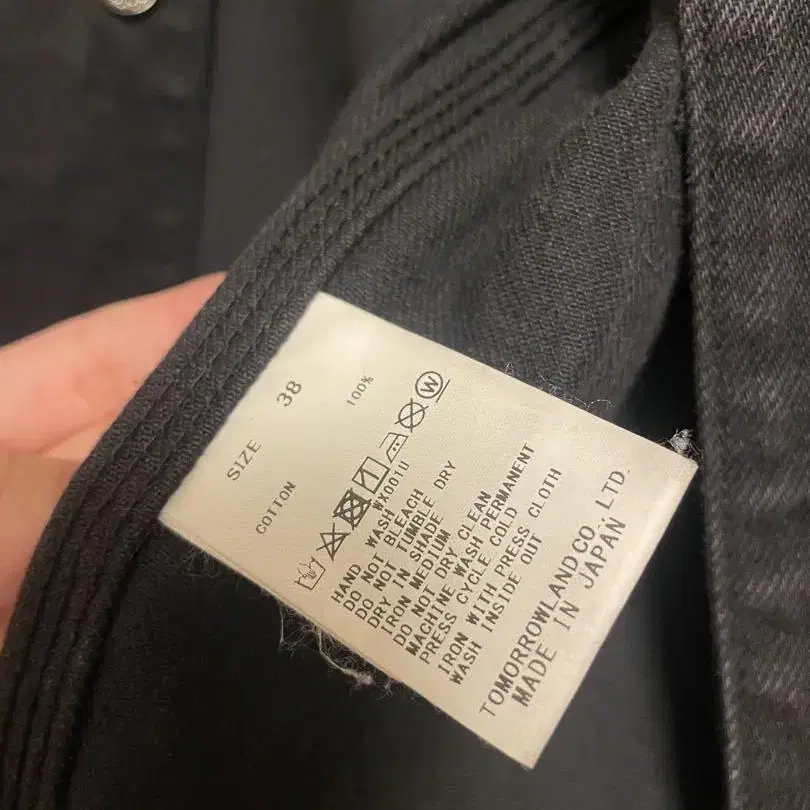 SIZE 38
COTTON 100%
W
WX001U
HAND WASH
DO NOT BLEACH
DO NOT TUMBLE DRY
DRY IN SHADE
IRON MEDIUM
DO NOT DRY CLEAN
MACHINE WASH PERMANENT
PRESS CYCLE COLD
IRON WITH PRESS CLOTH
WASH INSIDE OUT
TOMORROWLAND CO., LTD.
MADE IN JAPAN